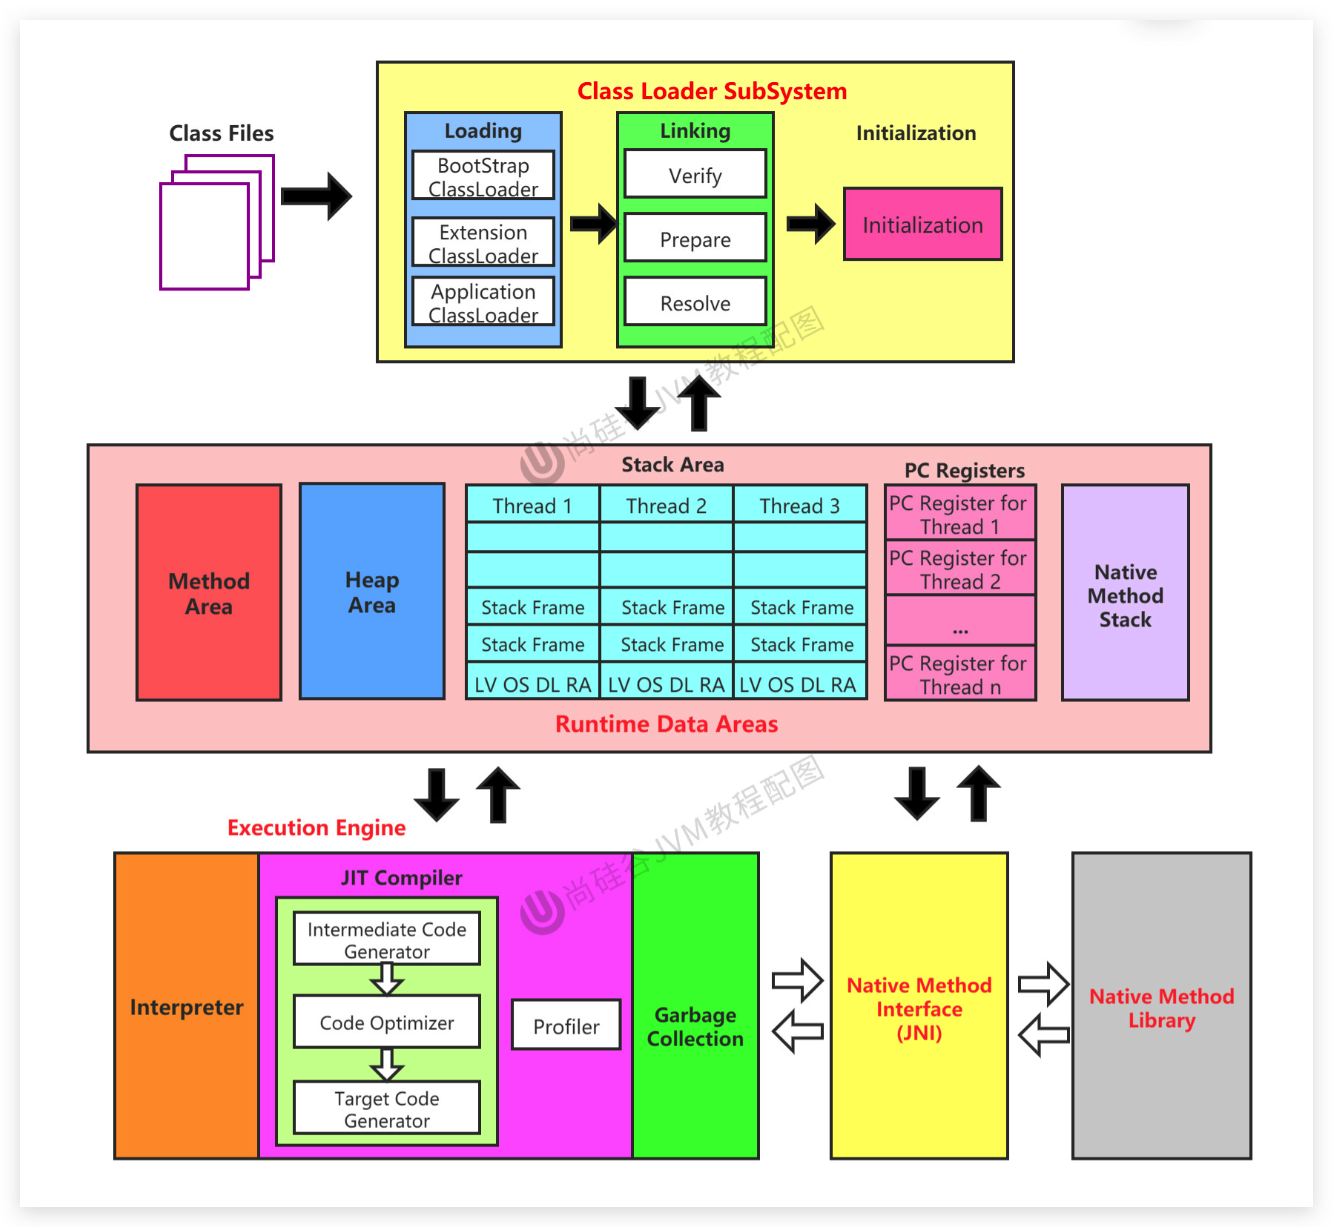 Class Loader SubSystem
Class Files
Loading
BootStrap
ClassLoader
Extension
ClassLoader
Application
ClassLoader
Linking
Verify
Prepare
Resolve
Initialization
Initialization
尚硅谷JVM教程配图
Stack Area
PC Registers
Method
Area
Heap
Area
Thread 1
Thread 2
Thread 3
Stack Frame
Stack Frame
Stack Frame
Stack Frame
Stack Frame
Stack Frame
LV OS DL RA
LV OS DL RA
LV OS DL RA
PC Register for
Thread 1
PC Register for
Thread 2
...
PC Register for
Thread n
Native
Method
Stack
Runtime Data Areas
尚硅谷JVM教程配图
Execution Engine
Interpreter
JIT Compiler
Intermediate Code
Generator
Code Optimizer
Target Code
Generator
Profiler
Garbage
Collection
Native Method
Interface
(JNI)
Native Method
Library